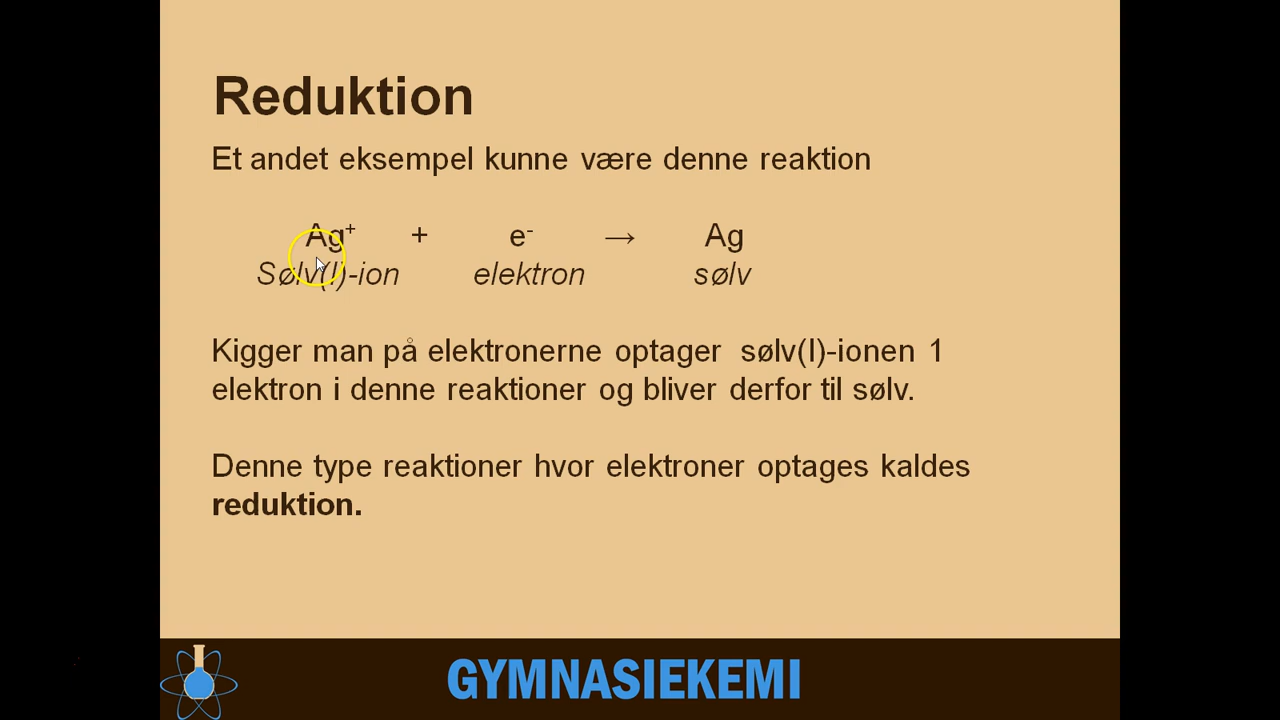 Reduktion
Et andet eksempel kunne være denne reaktion
Ag⁺ + e⁻ → Ag
Sølv(I)-ion elektron sølv
Kigger man på elektronerne optager sølv(I)-ionen 1
elektron i denne reaktioner og bliver derfor til sølv.
Denne type reaktioner hvor elektroner optages kaldes
reduktion.
GYMNASIEKEMI